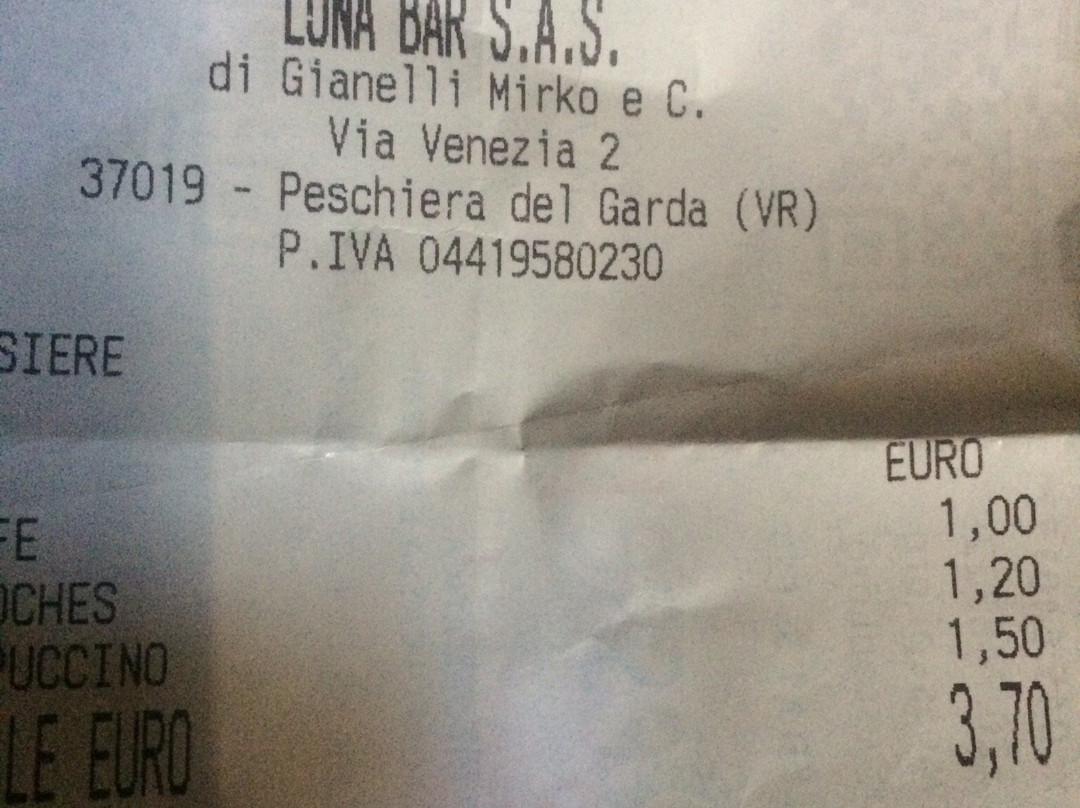 LUNA BAR S.A.S.
di Gianelli Mirko e C.
Via Venezia 2
37019 - Peschiera del Garda (VR)
P.IVA 04419580230
SIERE
EURO
FE 1,00
OCHES 1,20
PUCCINO 1,50
LE EURO 3,70